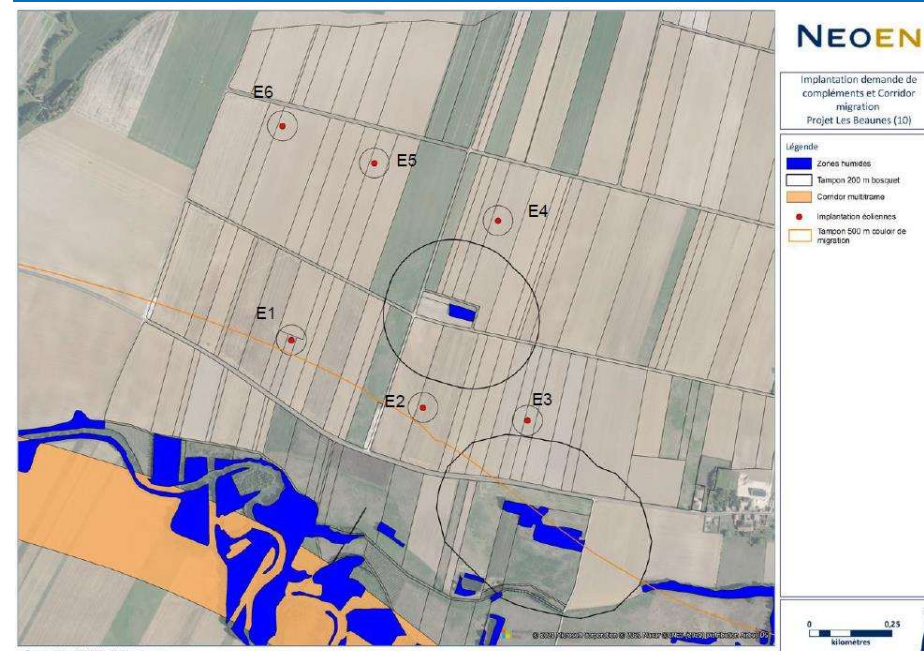 NEOEN
Implantation demande de
compléments et Corridor
migration
Projet Les Beaunes (10)
Légende
Zones humides
Tampon 200 m bosquet
Corridor multitrame
Implantation éoliennes
Tampon 500 m couloir de
migration
E6
E5
E4
E1
E2
E3
0 0,25
kilomètres